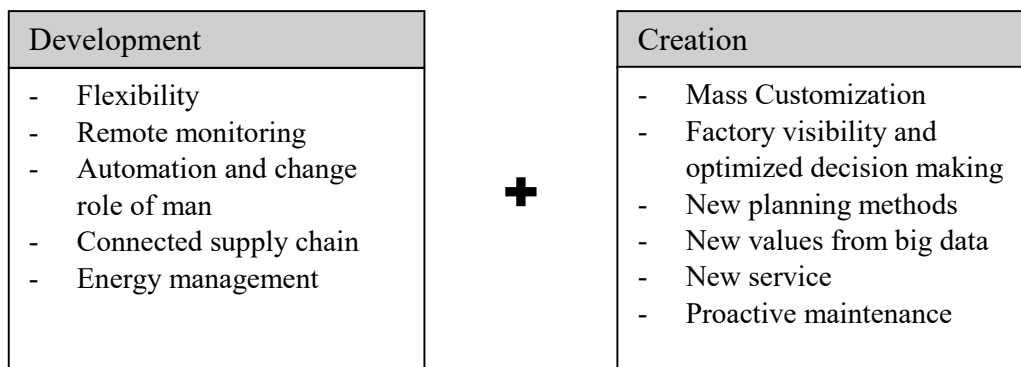 Development
- Flexibility
- Remote monitoring
- Automation and change
role of man
- Connected supply chain
- Energy management
+
Creation
- Mass Customization
- Factory visibility and
optimized decision making
- New planning methods
- New values from big data
- New service
- Proactive maintenance